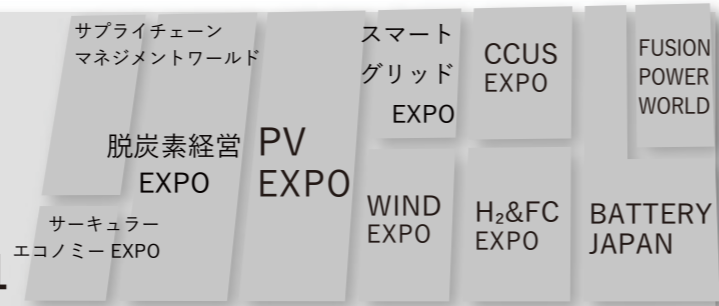 サプライチェーン
マネジメントワールド
脱炭素経営
EXPO
サーキュラー
エコノミー EXPO
PV
EXPO
スマート
グリッド
EXPO
WIND
EXPO
CCUS
EXPO
H₂&FC
EXPO
FUSION
POWER
WORLD
BATTERY
JAPAN